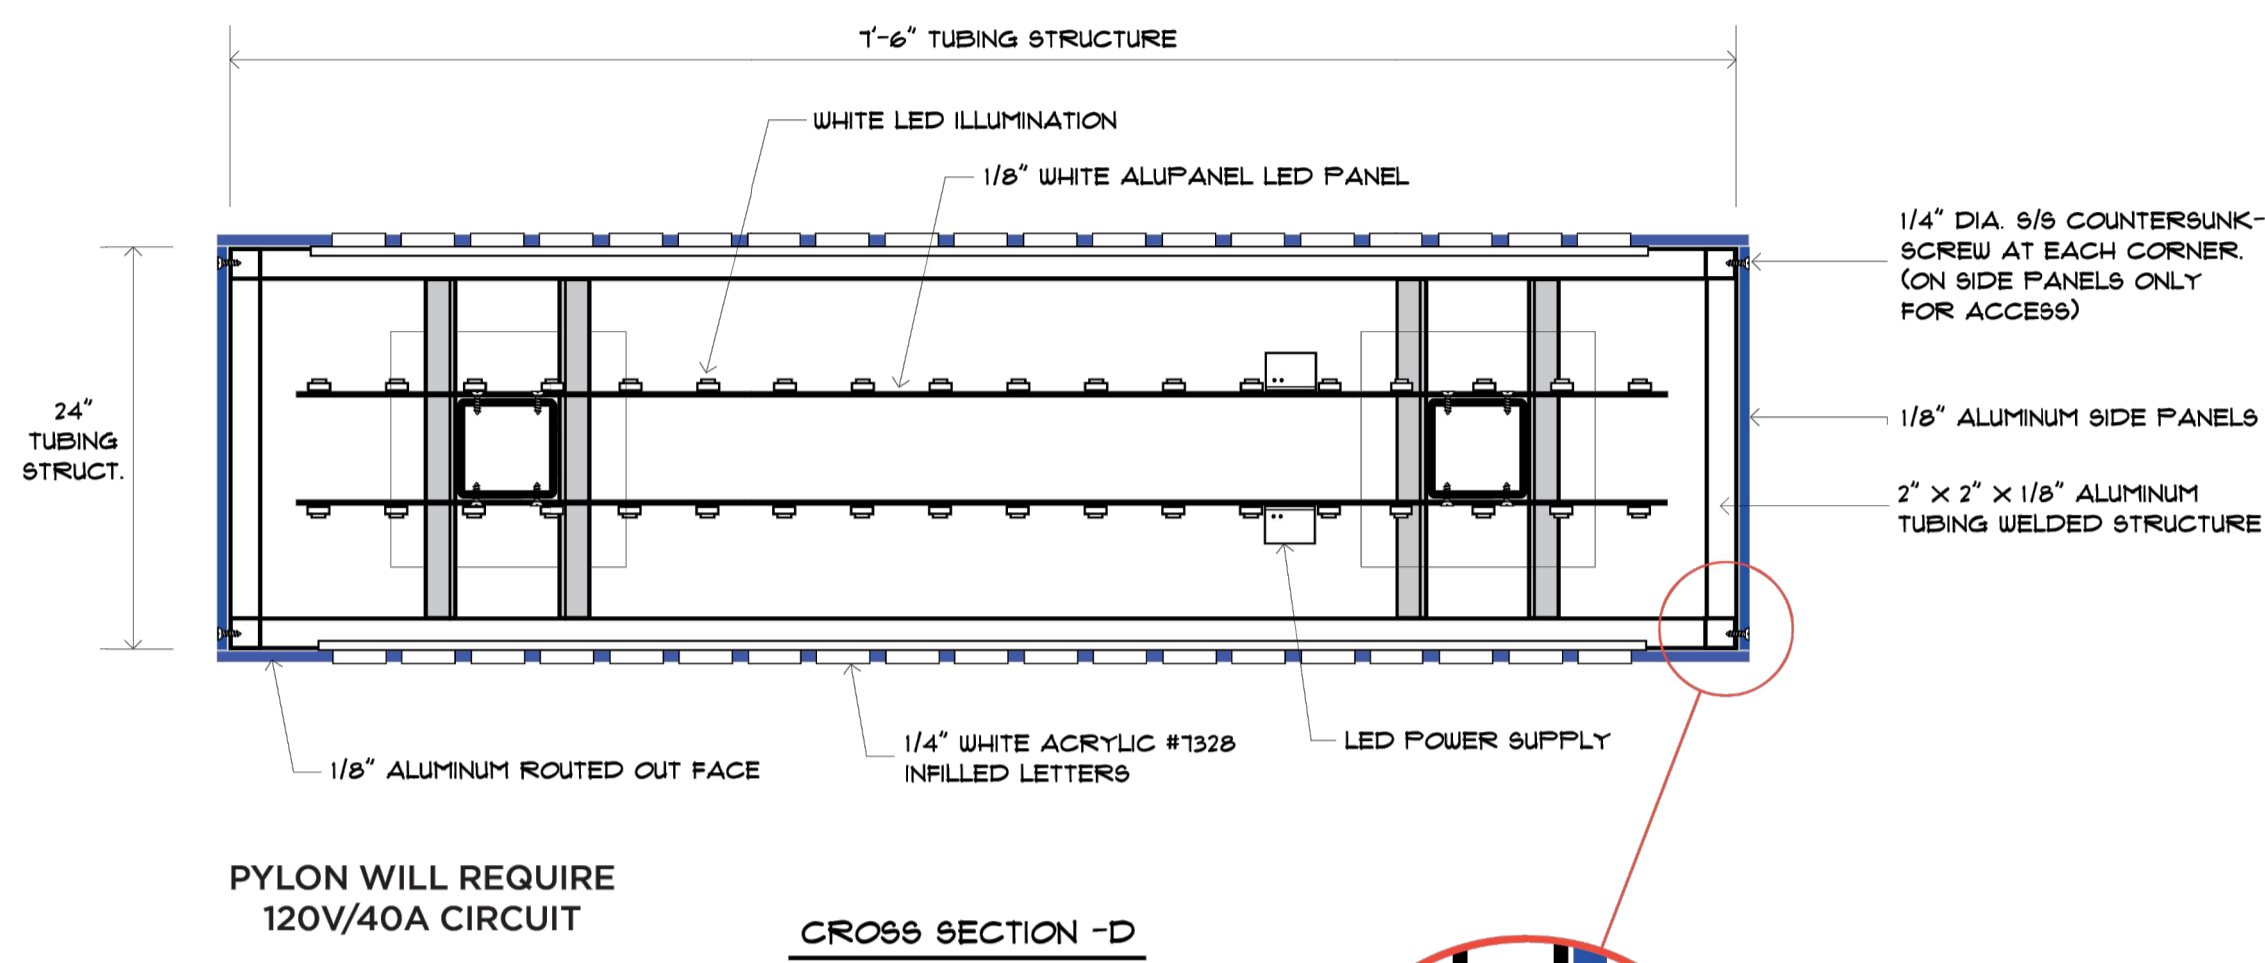 7'-6" TUBING STRUCTURE
WHITE LED ILLUMINATION
1/8" WHITE ALUPANEL LED PANEL
1/4" DIA. S/S COUNTERSUNK-
SCREW AT EACH CORNER.
(ON SIDE PANELS ONLY
FOR ACCESS)
24"
TUBING
STRUCT.
1/8" ALUMINUM SIDE PANELS
2" X 2" X 1/8" ALUMINUM
TUBING WELDED STRUCTURE
1/4" WHITE ACRYLIC #7328
INFILLED LETTERS
LED POWER SUPPLY
1/8" ALUMINUM ROUTED OUT FACE
PYLON WILL REQUIRE
120V/40A CIRCUIT
CROSS SECTION -D